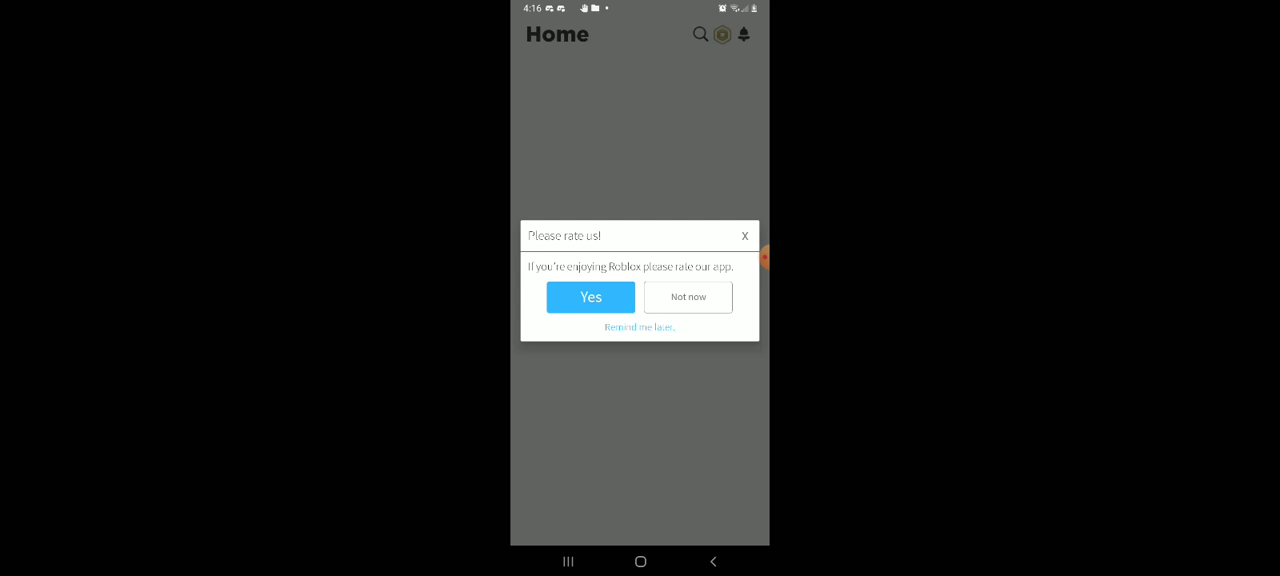 4:16
Home
Please rate us!
X
If you're enjoying Roblox please rate our app.
Yes
Not now
Remind me later.